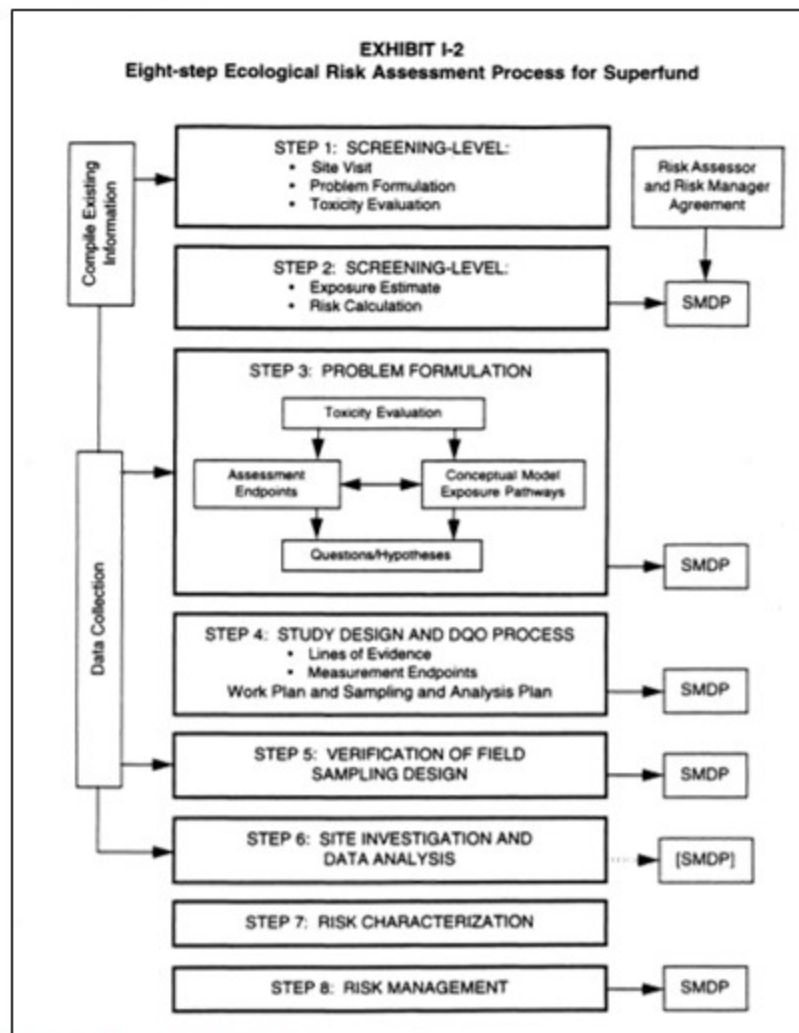 EXHIBIT I-2
Eight-step Ecological Risk Assessment Process for Superfund
Compile Existing
Information
STEP 1: SCREENING-LEVEL:
• Site Visit
• Problem Formulation
• Toxicity Evaluation
Risk Assessor
and Risk Manager
Agreement
STEP 2: SCREENING-LEVEL:
• Exposure Estimate
• Risk Calculation
SMDP
Data Collection
STEP 3: PROBLEM FORMULATION
Toxicity Evaluation
Assessment
Endpoints
Conceptual Model
Exposure Pathways
Questions/Hypotheses
SMDP
STEP 4: STUDY DESIGN AND DQO PROCESS
• Lines of Evidence
• Measurement Endpoints
Work Plan and Sampling and Analysis Plan
SMDP
STEP 5: VERIFICATION OF FIELD
SAMPLING DESIGN
SMDP
STEP 6: SITE INVESTIGATION AND
DATA ANALYSIS
[SMDP]
STEP 7: RISK CHARACTERIZATION
STEP 8: RISK MANAGEMENT
SMDP